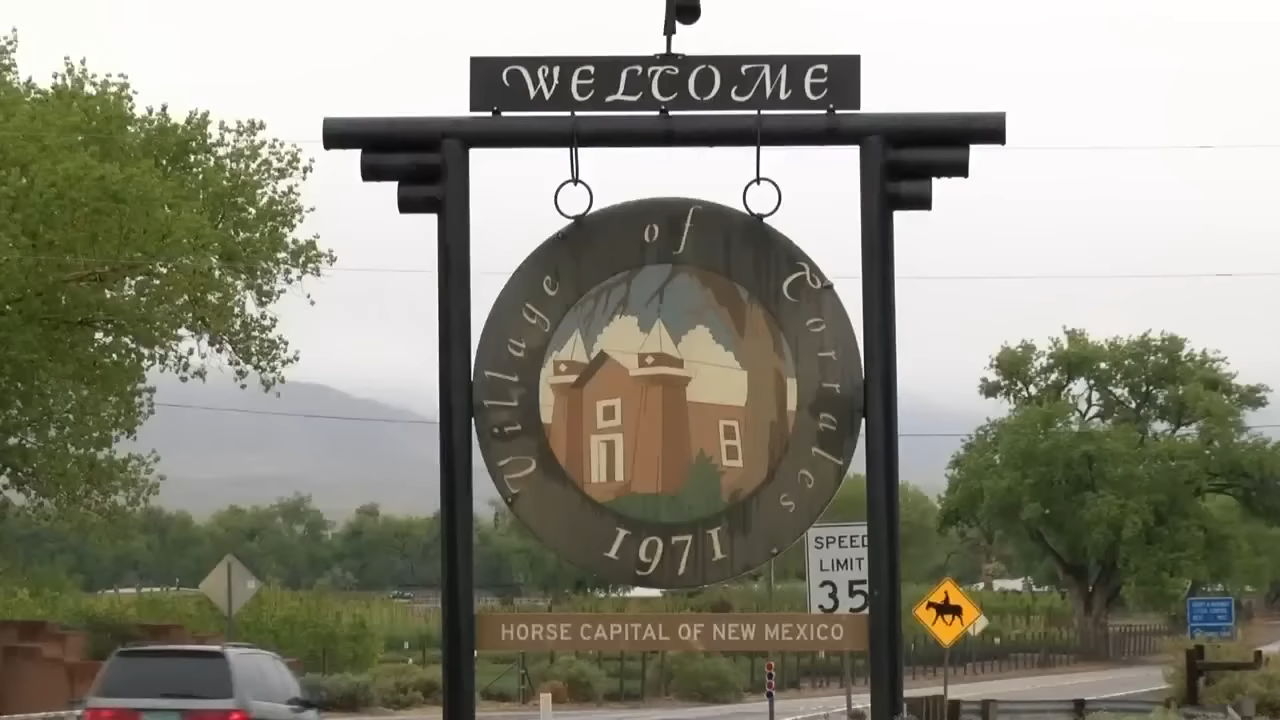 WELCOME
Village of Corrales
1971
SPEED
LIMIT
35
HORSE CAPITAL OF NEW MEXICO